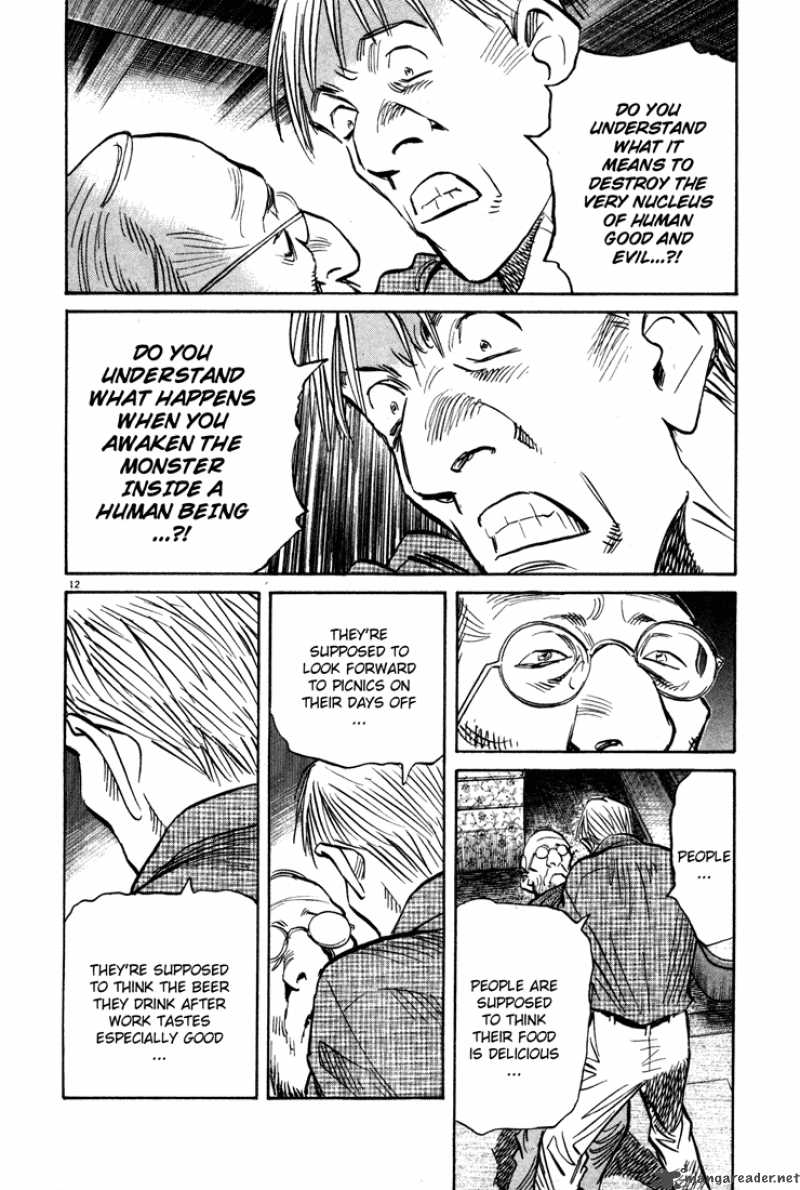 DO YOU
UNDERSTAND
WHAT IT
MEANS TO
DESTROY THE
VERY NUCLEUS
OF HUMAN
GOOD AND
EVIL...?!
DO YOU
UNDERSTAND
WHAT HAPPENS
WHEN YOU
AWAKEN THE
MONSTER
INSIDE A
HUMAN BEING
...?!
12
PEOPLE
...
PEOPLE ARE
SUPPOSED
TO THINK
THEIR FOOD
IS DELICIOUS
...
THEY'RE
SUPPOSED TO
LOOK FORWARD
TO PICNICS ON
THEIR DAYS OFF
...
THEY'RE SUPPOSED
TO THINK THE BEER
THEY DRINK AFTER
WORK TASTES
ESPECIALLY GOOD
...
mangareader.net